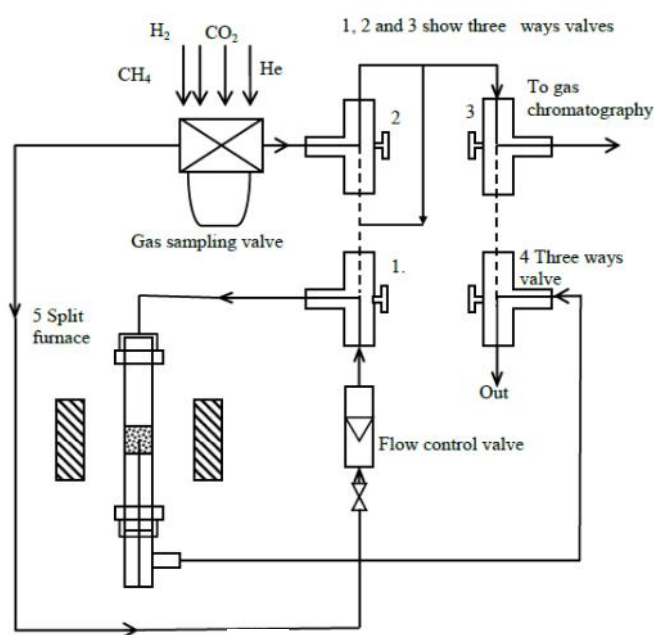 H₂
CO₂
1, 2 and 3 show three ways valves
CH₄
He
To gas
chromatography
2
3
Gas sampling valve
1.
4 Three ways
valve
5 Split
furnace
Out
Flow control valve